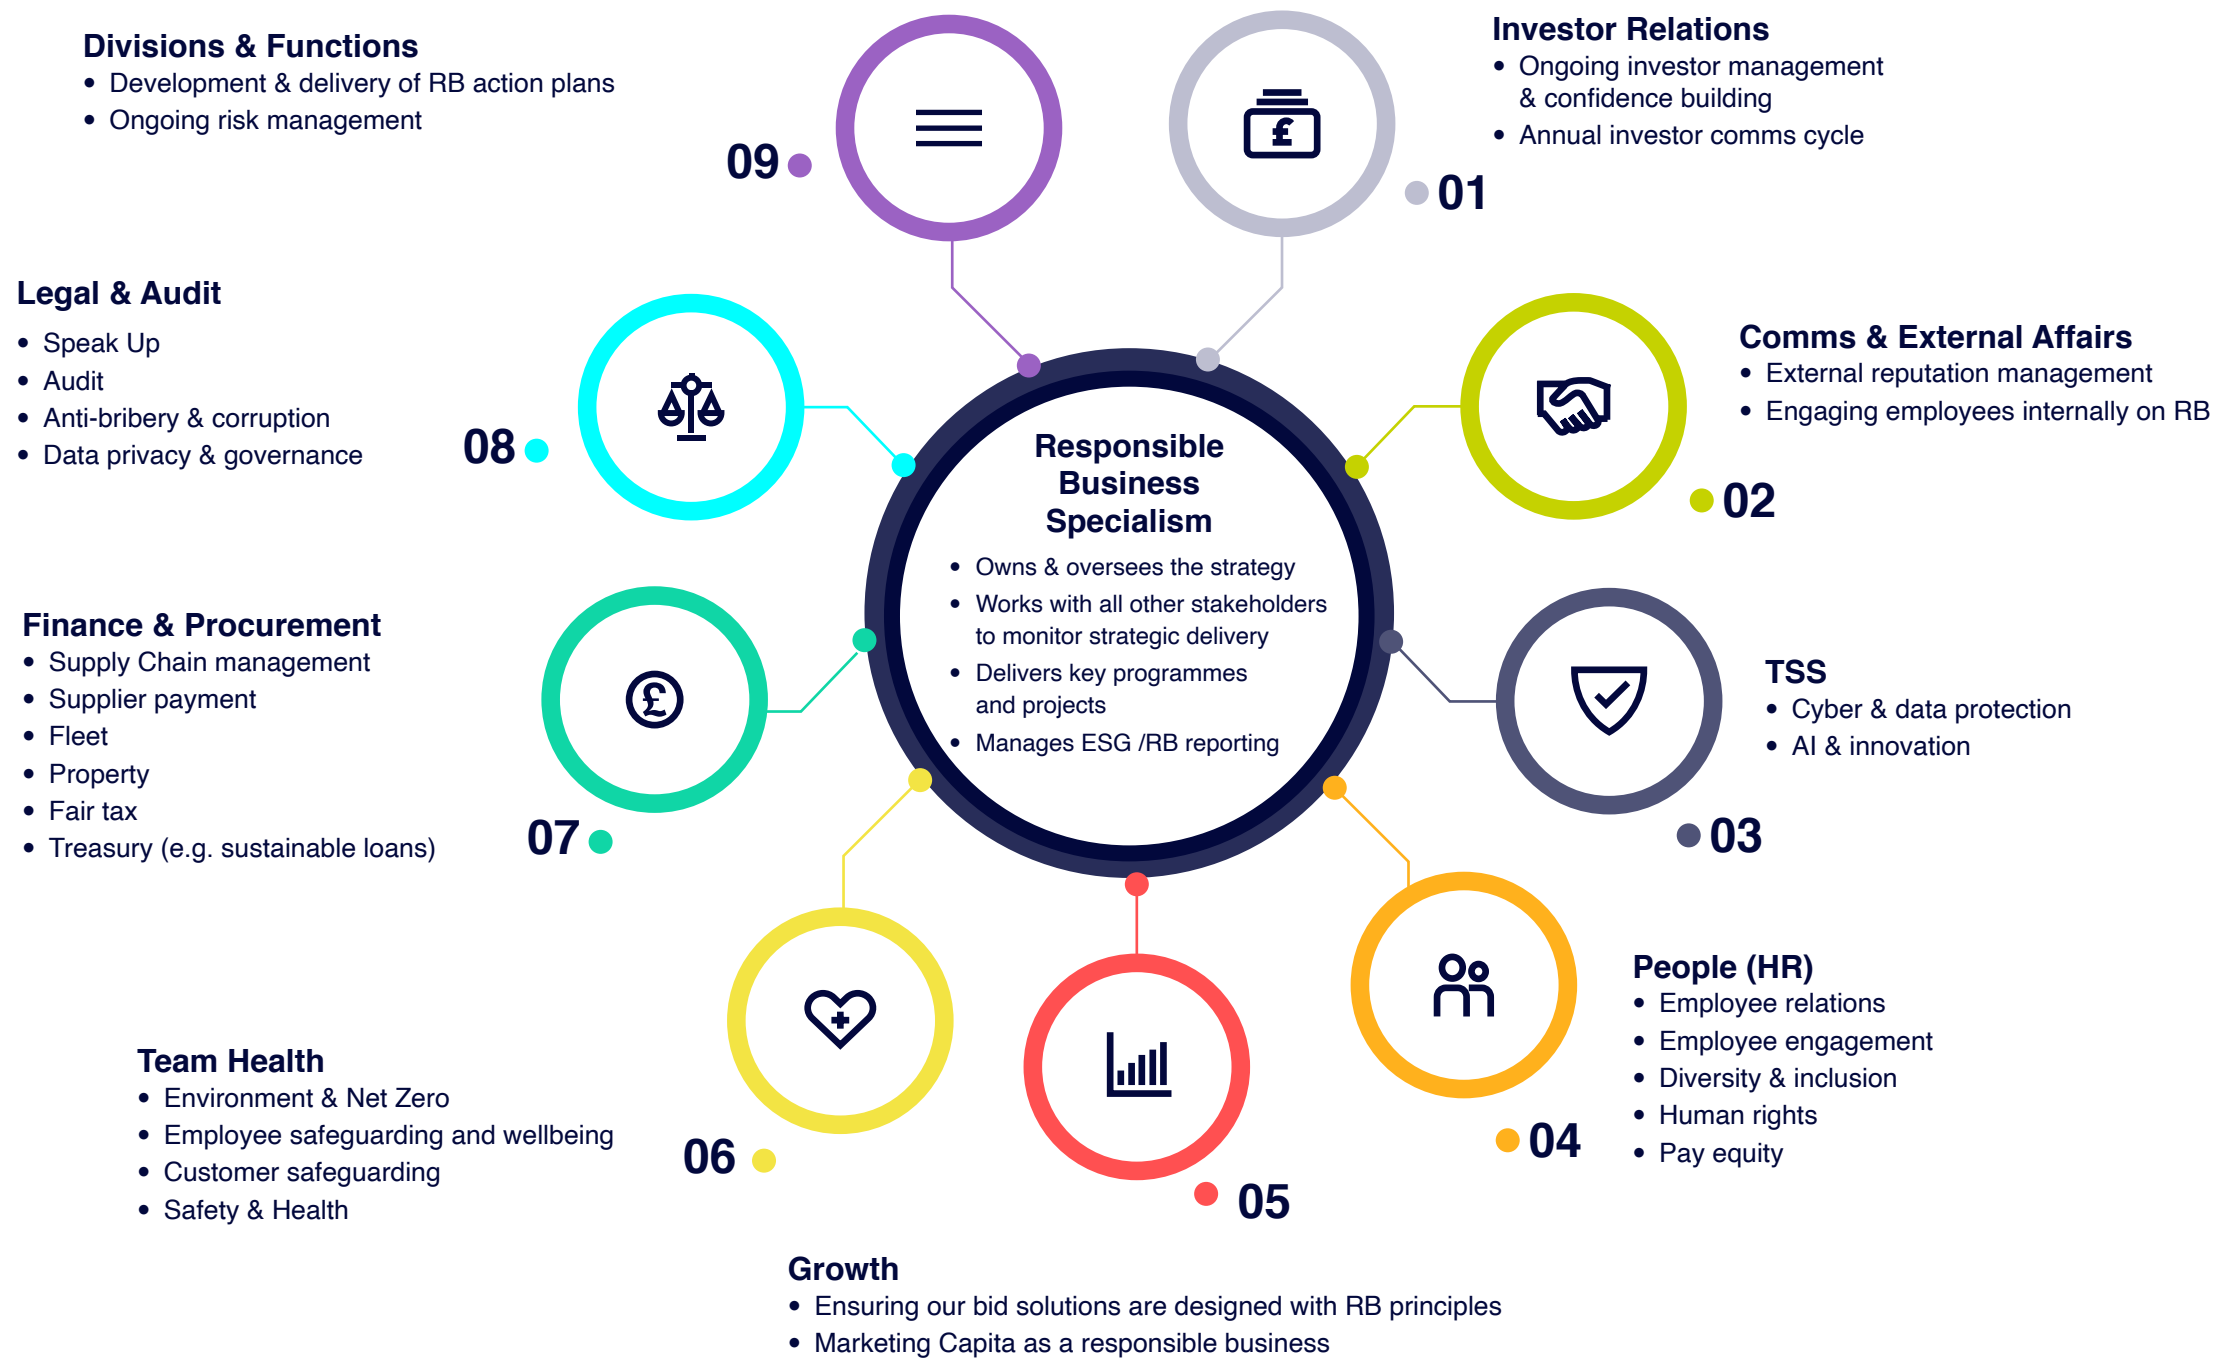 Divisions & Functions
• Development & delivery of RB action plans
• Ongoing risk management
09
Investor Relations
• Ongoing investor management
& confidence building
• Annual investor comms cycle
01
Legal & Audit
• Speak Up
• Audit
• Anti-bribery & corruption
• Data privacy & governance
08
Comms & External Affairs
• External reputation management
• Engaging employees internally on RB
02
Responsible
Business
Specialism
• Owns & oversees the strategy
• Works with all other stakeholders
to monitor strategic delivery
• Delivers key programmes
and projects
• Manages ESG /RB reporting
Finance & Procurement
• Supply Chain management
• Supplier payment
• Fleet
• Property
• Fair tax
• Treasury (e.g. sustainable loans)
£
07
TSS
• Cyber & data protection
• AI & innovation
03
Team Health
• Environment & Net Zero
• Employee safeguarding and wellbeing
• Customer safeguarding
• Safety & Health
06
People (HR)
• Employee relations
• Employee engagement
• Diversity & inclusion
• Human rights
• Pay equity
04
05
Growth
• Ensuring our bid solutions are designed with RB principles
• Marketing Capita as a responsible business
£